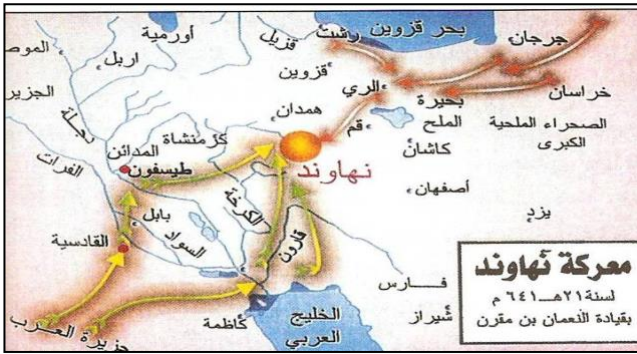 بحر قزوين
جرجان
رشت
قزيل
أورمية
الموص
اربل
قزوين
الري
خراسان
بحيرة
الملح
الصحراء الملحية
الكبرى
الجزير
همدان
قم
كاشان
دجلة
كرمنشاة
المدائن
طيسفون
نهاوند
الفرات
أصفهان
يزد
بابل
الكرخة
القادسية
السواد
قارون
معركة نهاوند
لسنة ٢١هـ ـ ٦٤١ م
بقيادة النعمان بن مقرن
فارس
شيراز
الخليج
العربي
كاظمة
جزيرة العرب